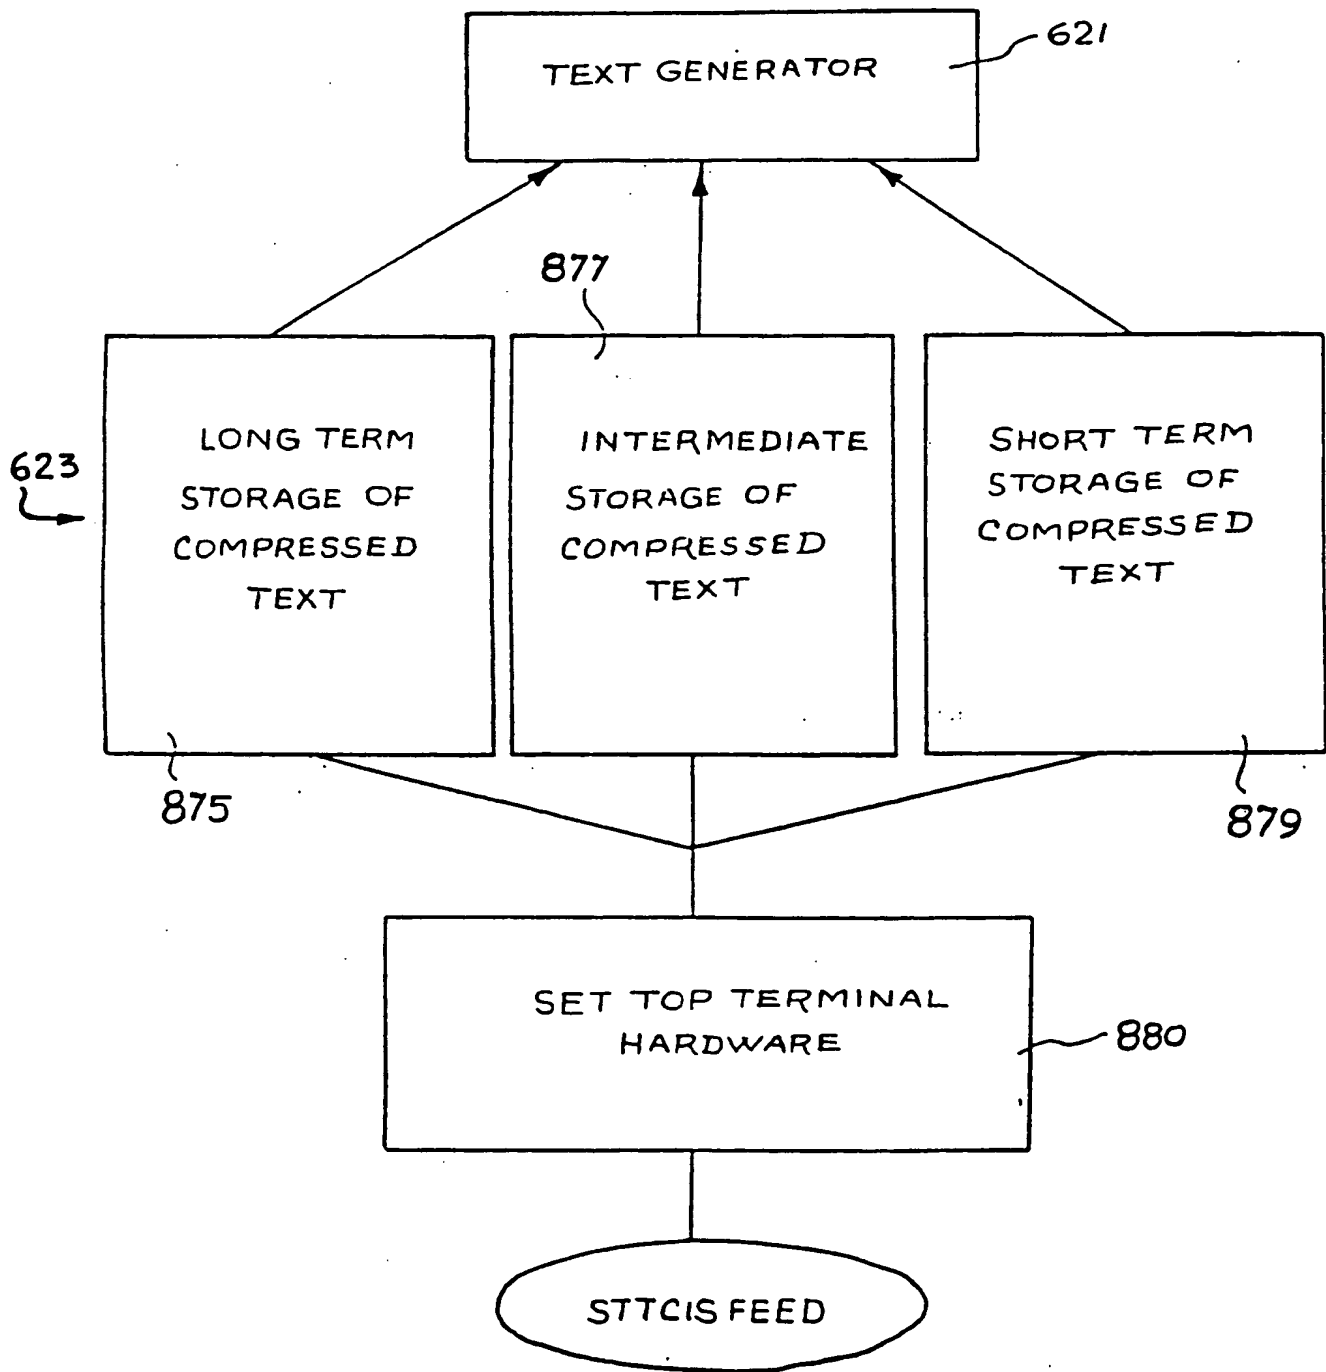 621
TEXT GENERATOR
877
623
LONG TERM
STORAGE OF
COMPRESSED
TEXT
INTERMEDIATE
STORAGE OF
COMPRESSED
TEXT
SHORT TERM
STORAGE OF
COMPRESSED
TEXT
875
879
SET TOP TERMINAL
HARDWARE
880
STTCIS FEED